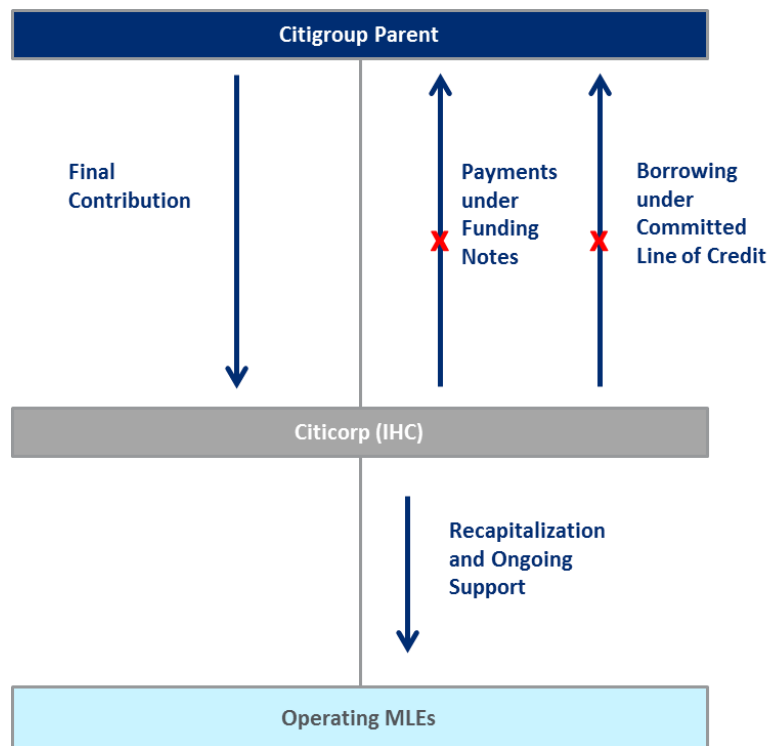 Citigroup Parent
Final
Contribution
Payments
under
Funding
Notes
Borrowing
under
Committed
Line of Credit
Citicorp (IHC)
Recapitalization
and Ongoing
Support
Operating MLEs